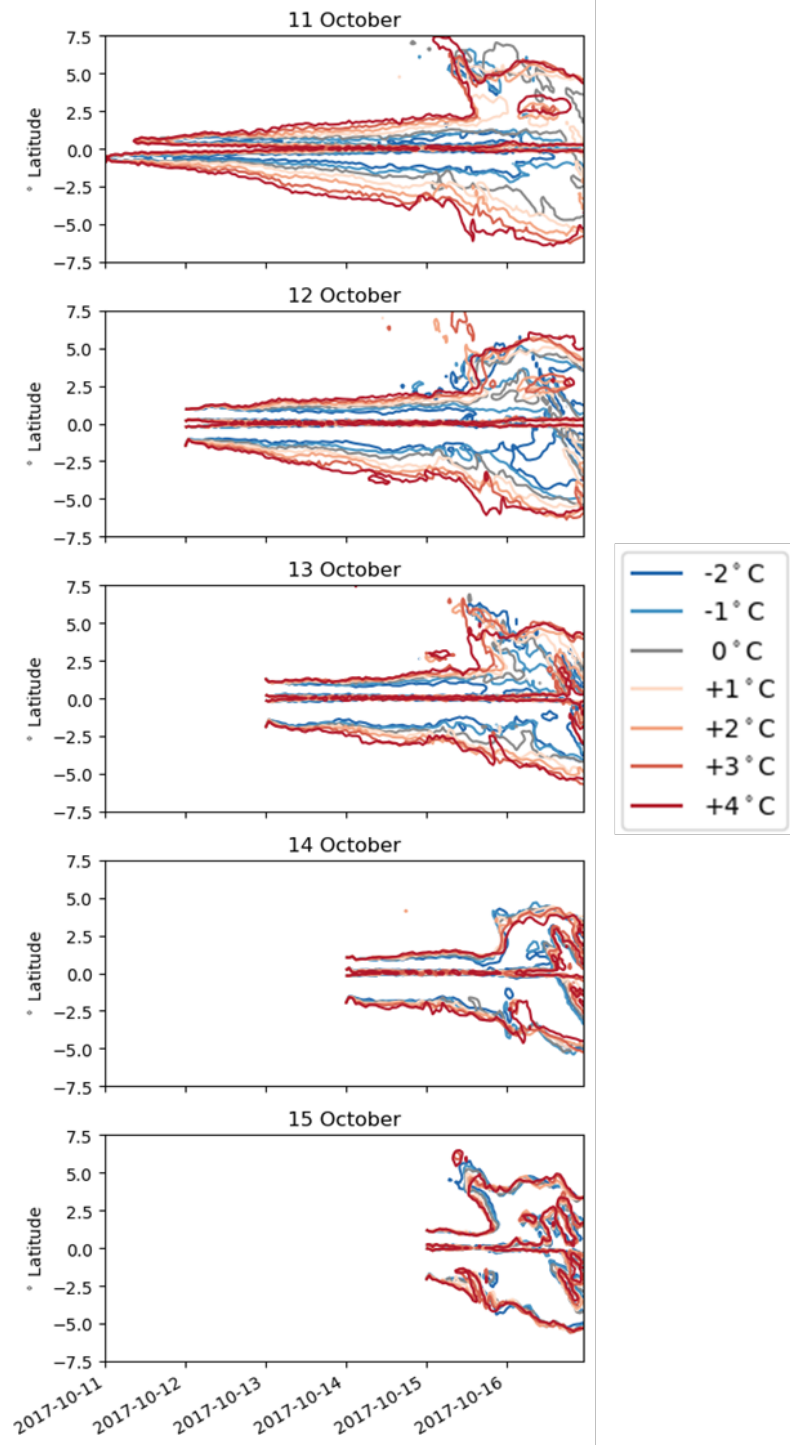 11 October
7.5
5.0
2.5
0.0
−2.5
−5.0
−7.5
° Latitude
12 October
7.5
5.0
2.5
0.0
−2.5
−5.0
−7.5
° Latitude
13 October
7.5
5.0
2.5
0.0
−2.5
−5.0
−7.5
° Latitude
-2°C
-1°C
0°C
+1°C
+2°C
+3°C
+4°C
14 October
7.5
5.0
2.5
0.0
−2.5
−5.0
−7.5
° Latitude
15 October
7.5
5.0
2.5
0.0
−2.5
−5.0
−7.5
° Latitude
2017-10-11
2017-10-12
2017-10-13
2017-10-14
2017-10-15
2017-10-16